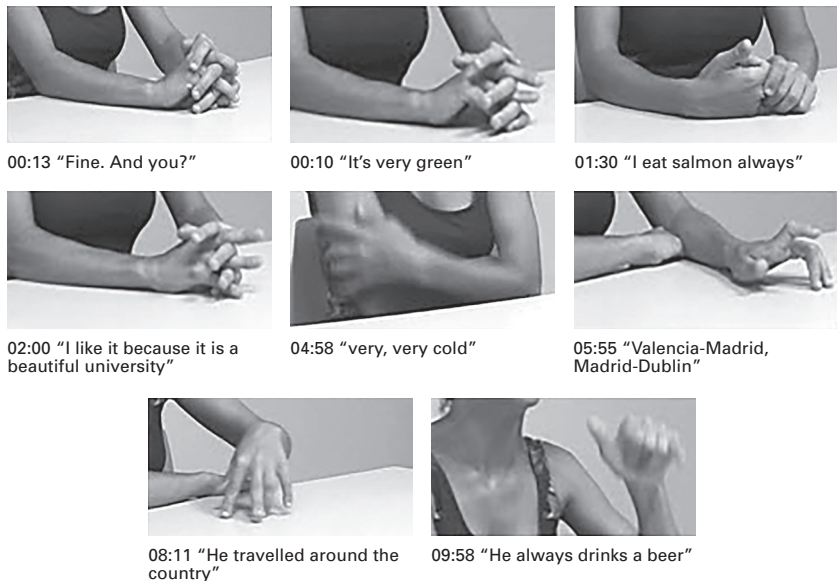 00:13 “Fine. And you?”
00:10 “It’s very green”
01:30 “I eat salmon always”
02:00 “I like it because it is a
beautiful university”
04:58 “very, very cold”
05:55 “Valencia-Madrid,
Madrid-Dublin”
08:11 “He travelled around the
country”
09:58 “He always drinks a beer”